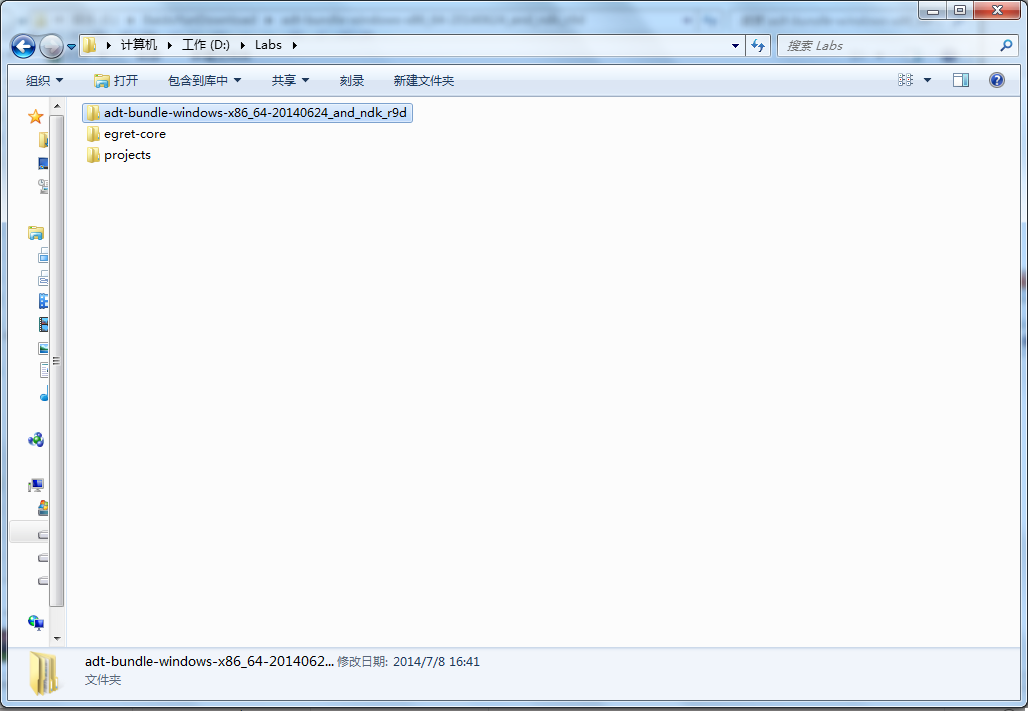 计算机 工作 (D:) Labs 搜索 Labs
组织 打开 包含到库中 共享 刻录 新建文件夹
adt-bundle-windows-x86_64-20140624_and_ndk_r9d
egret-core
projects
adt-bundle-windows-x86_64-2014062... 修改日期: 2014/7/8 16:41
文件夹